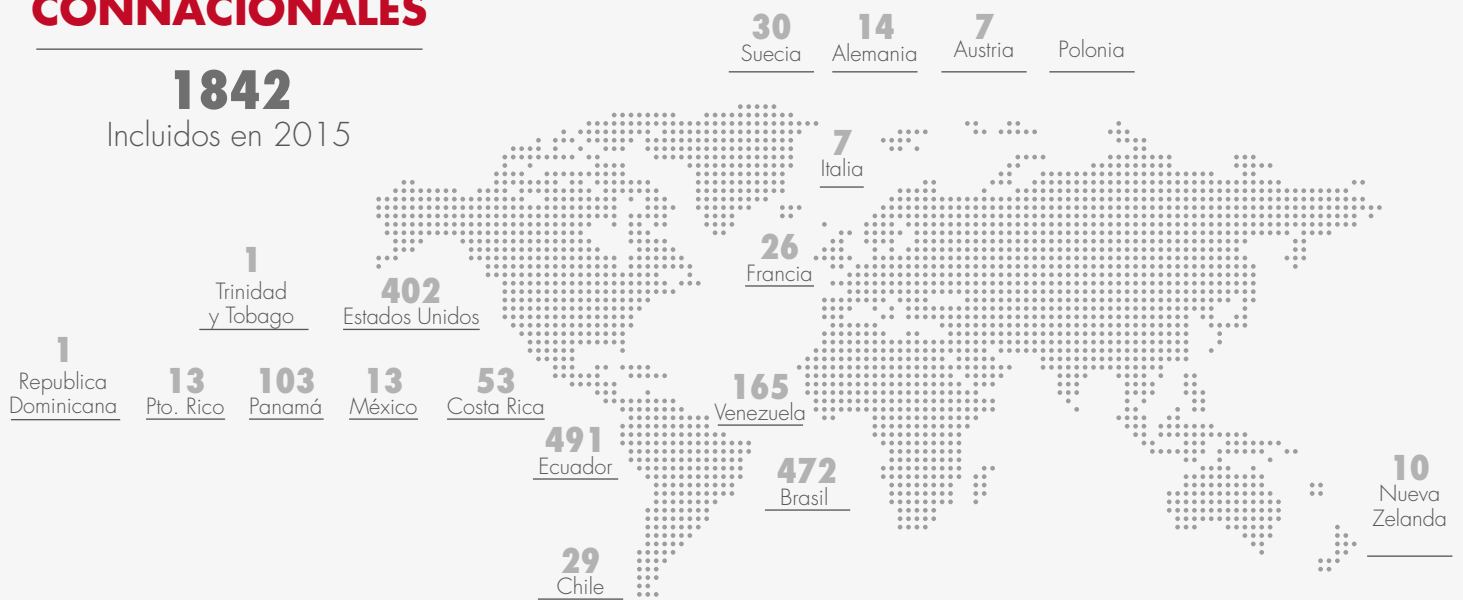 CONNACIONALES
1842
Incluidos en 2015
30
Suecia
14
Alemania
7
Austria
Polonia
7
Italia
26
Francia
1
Trinidad
y Tobago
402
Estados Unidos
1
Republica
Dominicana
13
Pto. Rico
103
Panamá
13
México
53
Costa Rica
165
Venezuela
491
Ecuador
472
Brasil
10
Nueva
Zelanda
29
Chile